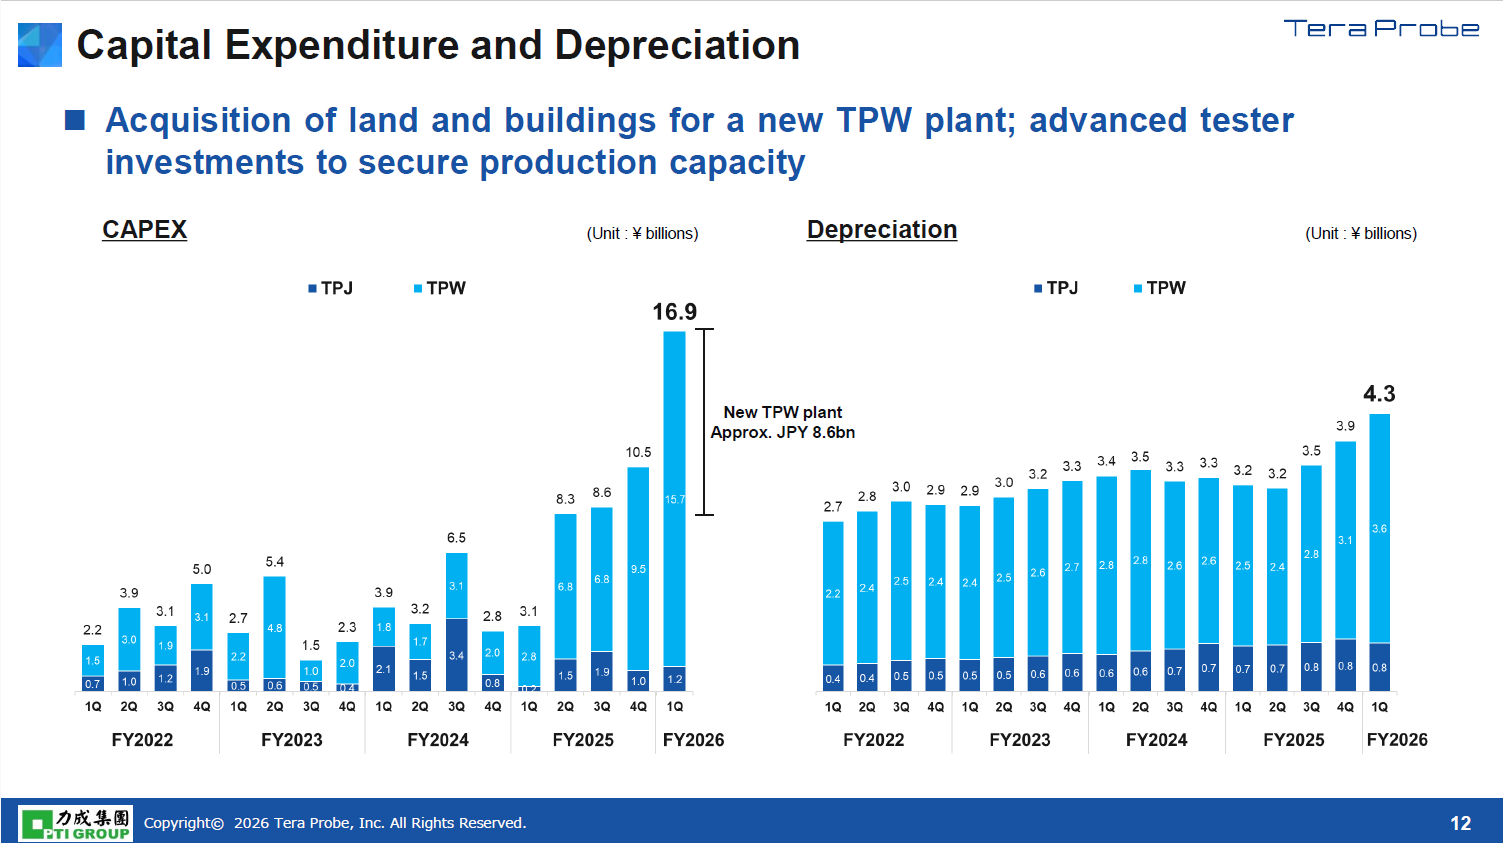 Capital Expenditure and Depreciation
Tera Probe
Acquisition of land and buildings for a new TPW plant; advanced tester
investments to secure production capacity
CAPEX
(Unit : ¥ billions)
TPJ TPW
16.9
New TPW plant
Approx. JPY 8.6bn
2.2 3.9 3.1 5.0 2.7 5.4 1.5 2.3 3.9 3.2 6.5 2.8 3.1 8.3 8.6 10.5
1.5 3.0 1.9 3.1 2.2 4.8 1.0 2.0 1.8 1.7 3.1 2.0 2.8 6.8 6.8 9.5 15.7
0.7 1.0 1.2 1.9 0.5 0.6 0.5 0.4 2.1 1.5 3.4 0.8 0.2 1.5 1.9 1.0 1.2
1Q 2Q 3Q 4Q 1Q 2Q 3Q 4Q 1Q 2Q 3Q 4Q 1Q 2Q 3Q 4Q 1Q
FY2022 FY2023 FY2024 FY2025 FY2026
Depreciation
(Unit : ¥ billions)
TPJ TPW
2.7 2.8 3.0 2.9 2.9 3.0 3.2 3.3 3.4 3.5 3.3 3.3 3.2 3.2 3.5 3.9 4.3
2.2 2.4 2.5 2.4 2.4 2.5 2.6 2.7 2.8 2.8 2.6 2.6 2.5 2.4 2.8 3.1 3.6
0.4 0.4 0.5 0.5 0.5 0.5 0.6 0.6 0.6 0.6 0.7 0.7 0.7 0.7 0.8 0.8 0.8
1Q 2Q 3Q 4Q 1Q 2Q 3Q 4Q 1Q 2Q 3Q 4Q 1Q 2Q 3Q 4Q 1Q
FY2022 FY2023 FY2024 FY2025 FY2026
力成集團
PTI GROUP
Copyright© 2026 Tera Probe, Inc. All Rights Reserved.
12